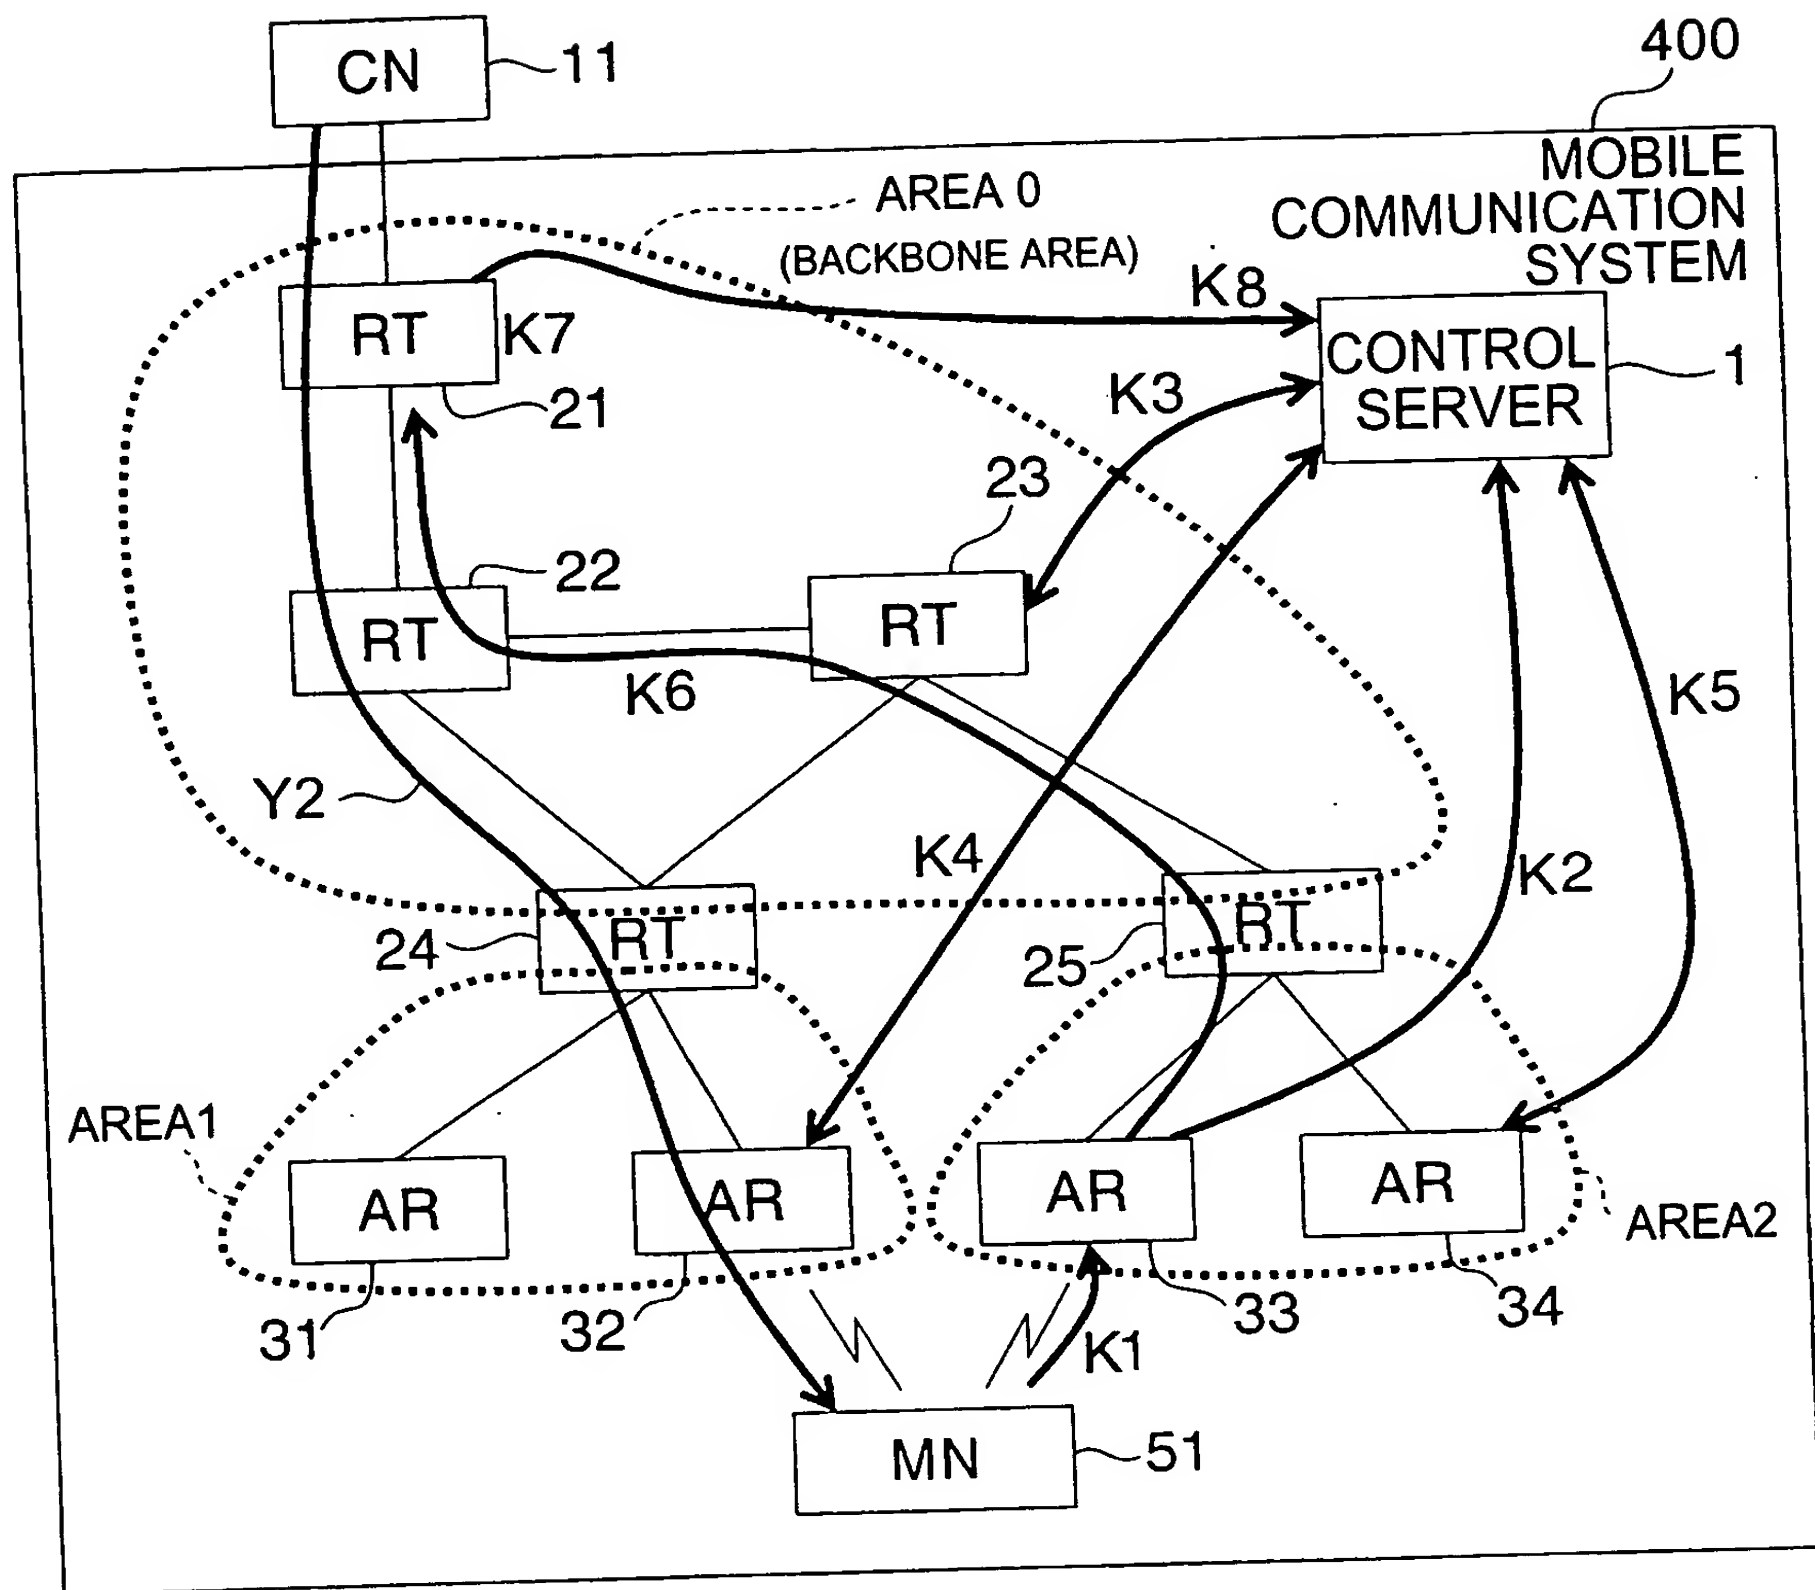 CN
11
400
MOBILE
COMMUNICATION
SYSTEM
AREA 0
(BACKBONE AREA)
K8
RT
K7
21
CONTROL
SERVER
1
K3
23
22
RT
RT
K6
K5
Y2
K4
K2
24
RT
25
RT
AREA1
AR
AR
AR
AR
AREA2
31
32
33
34
K1
MN
51